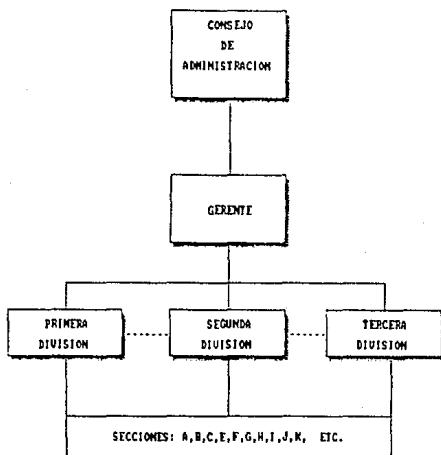 CONSEJO
DE
ADMINISTRACION
GERENTE
PRIMERA
DIVISION
SEGUNDA
DIVISION
TERCERA
DIVISION
SECCIONES: A,B,C,E,F,G,H,I,J,K, ETC.